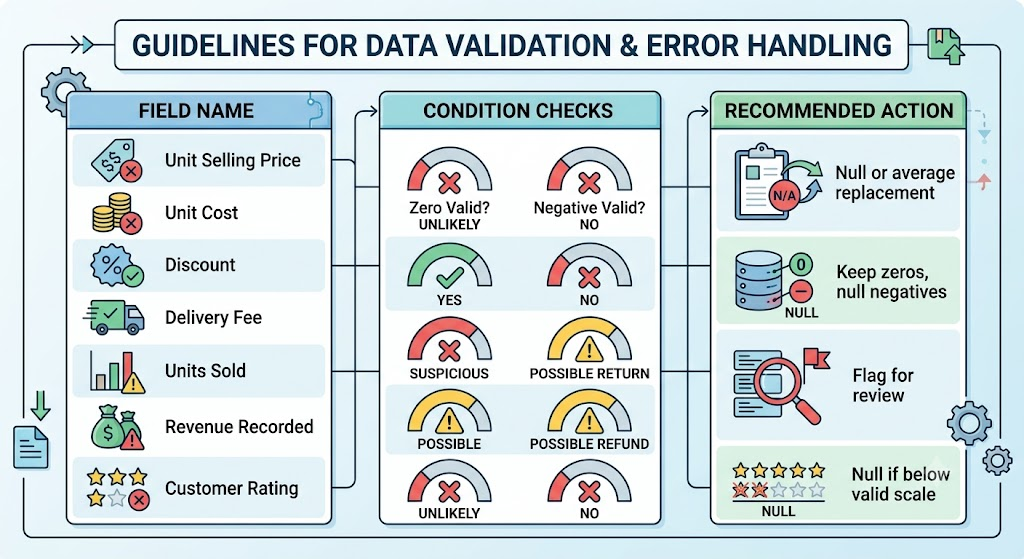 GUIDELINES FOR DATA VALIDATION & ERROR HANDLING
FIELD NAME
Unit Selling Price
Unit Cost
Discount
Delivery Fee
Units Sold
Revenue Recorded
Customer Rating
CONDITION CHECKS
Zero Valid?
UNLIKELY
Negative Valid?
NO
YES
NO
SUSPICIOUS
POSSIBLE RETURN
POSSIBLE
POSSIBLE REFUND
UNLIKELY
NO
RECOMMENDED ACTION
N/A
Null or average
replacement
0
NULL
Keep zeros,
null negatives
Flag for
review
NULL
Null if below
valid scale